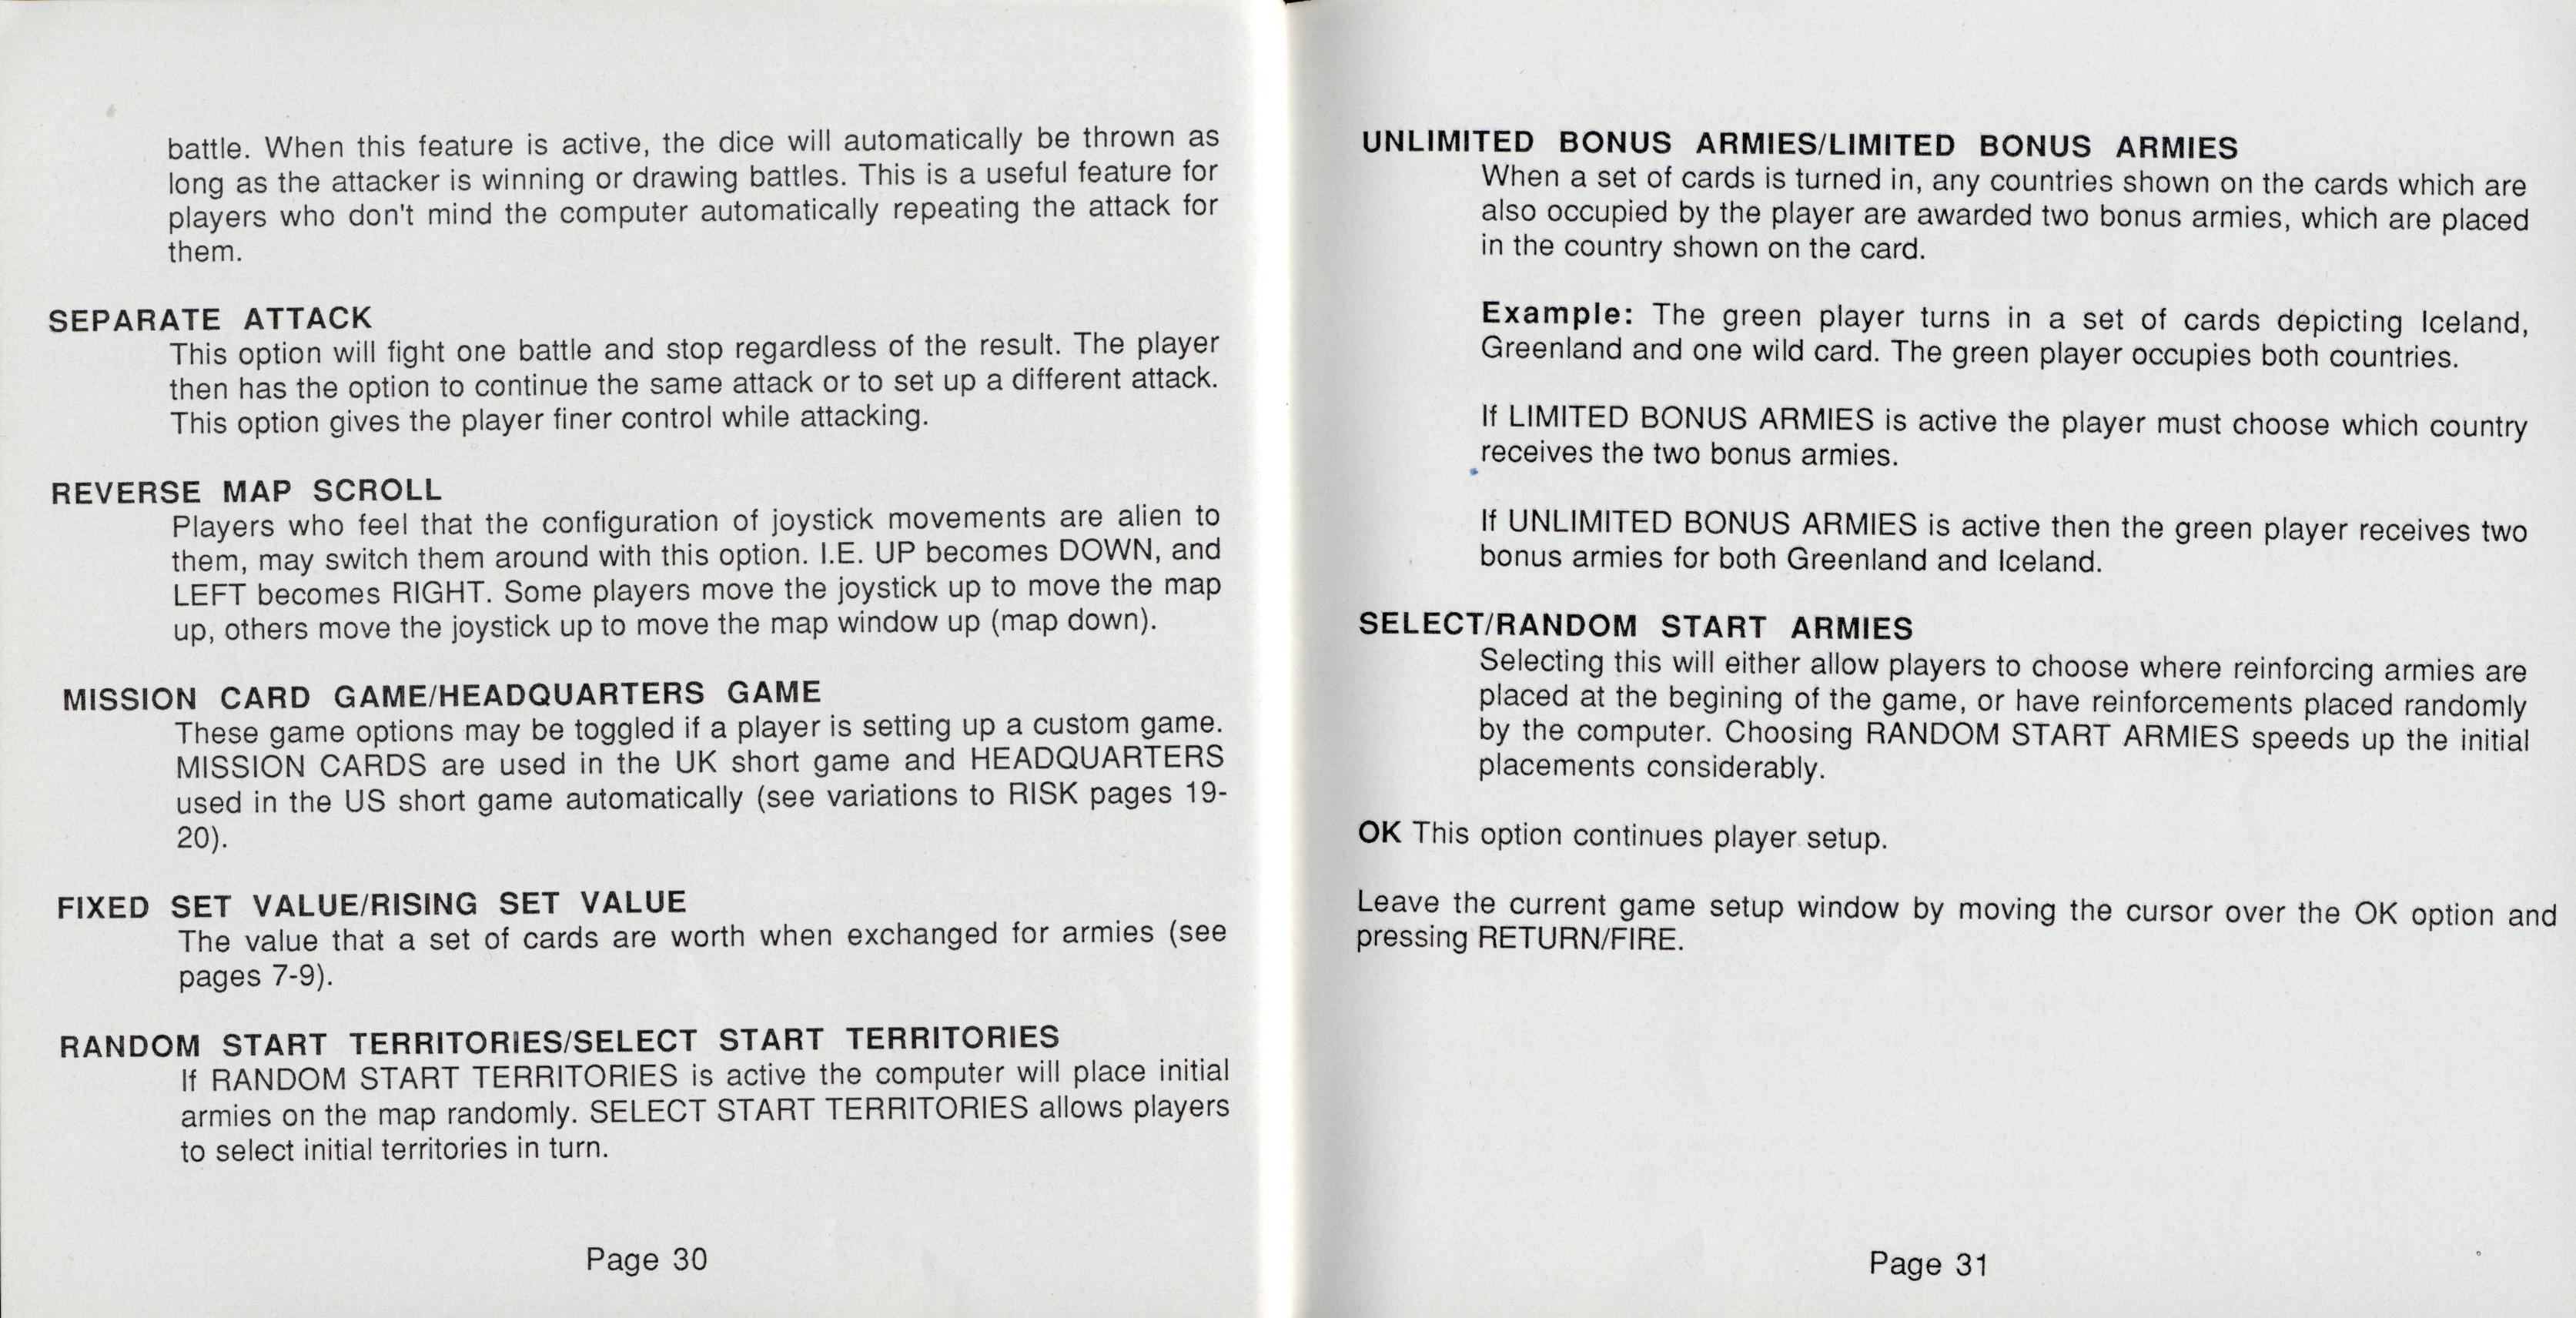 battle. When this feature is active, the dice will automatically be thrown as
long as the attacker is winning or drawing battles. This is a useful feature for
players who don't mind the computer automatically repeating the attack for
them.
SEPARATE ATTACK
This option will fight one battle and stop regardless of the result. The player
then has the option to continue the same attack or to set up a different attack.
This option gives the player finer control while attacking.
REVERSE MAP SCROLL
Players who feel that the configuration of joystick movements are alien to
them, may switch them around with this option. I.E. UP becomes DOWN, and
LEFT becomes RIGHT. Some players move the joystick up to move the map
up, others move the joystick up to move the map window up (map down).
MISSION CARD GAME/HEADQUARTERS GAME
These game options may be toggled if a player is setting up a custom game.
MISSION CARDS are used in the UK short game and HEADQUARTERS
used in the US short game automatically (see variations to RISK pages 19-
20).
FIXED SET VALUE/RISING SET VALUE
The value that a set of cards are worth when exchanged for armies (see
pages 7-9).
RANDOM START TERRITORIES/SELECT START TERRITORIES
If RANDOM START TERRITORIES is active the computer will place initial
armies on the map randomly. SELECT START TERRITORIES allows players
to select initial territories in turn.
Page 30
UNLIMITED BONUS ARMIES/LIMITED BONUS ARMIES
When a set of cards is turned in, any countries shown on the cards which are
also occupied by the player are awarded two bonus armies, which are placed
in the country shown on the card.
Example: The green player turns in a set of cards depicting Iceland,
Greenland and one wild card. The green player occupies both countries.
If LIMITED BONUS ARMIES is active the player must choose which country
receives the two bonus armies.
If UNLIMITED BONUS ARMIES is active then the green player receives two
bonus armies for both Greenland and Iceland.
SELECT/RANDOM START ARMIES
Selecting this will either allow players to choose where reinforcing armies are
placed at the begining of the game, or have reinforcements placed randomly
by the computer. Choosing RANDOM START ARMIES speeds up the initial
placements considerably.
OK This option continues player setup.
Leave the current game setup window by moving the cursor over the OK option and
pressing RETURN/FIRE.
Page 31